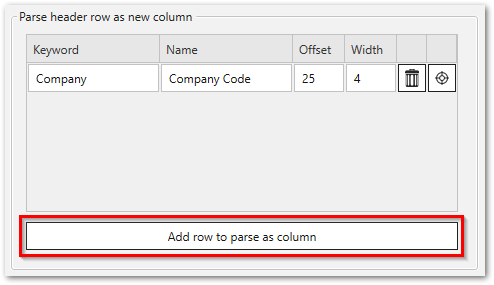 Parse header row as new column
Keyword Name Offset Width
Company Company Code 25 4
Add row to parse as column